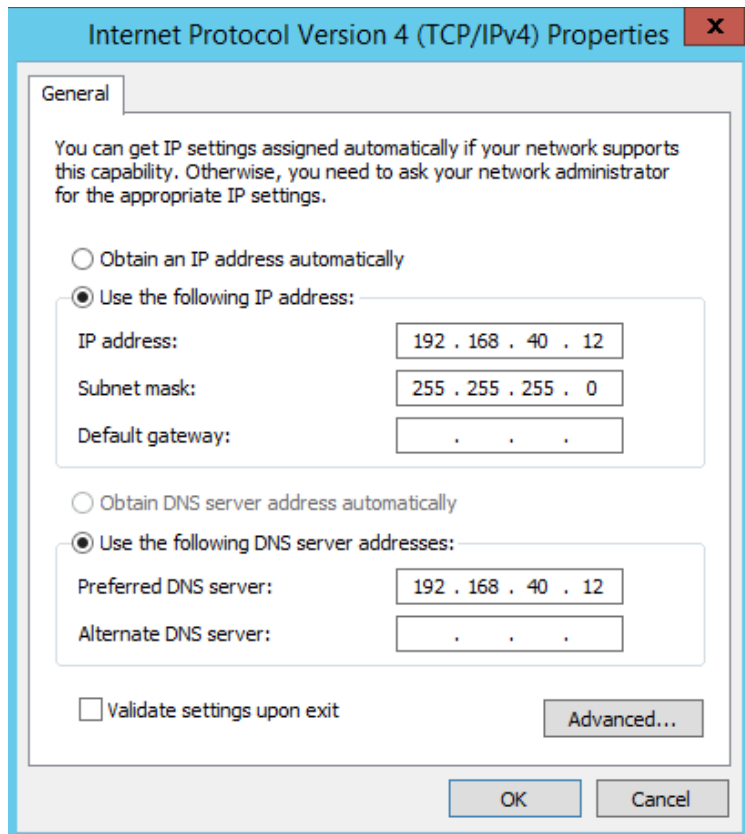 Internet Protocol Version 4 (TCP/IPv4) Properties
x
General
You can get IP settings assigned automatically if your network supports
this capability. Otherwise, you need to ask your network administrator
for the appropriate IP settings.
Obtain an IP address automatically
Use the following IP address:
IP address: 192 . 168 . 40 . 12
Subnet mask: 255 . 255 . 255 . 0
Default gateway: . . .
Obtain DNS server address automatically
Use the following DNS server addresses:
Preferred DNS server: 192 . 168 . 40 . 12
Alternate DNS server: . . .
Validate settings upon exit
Advanced...
OK Cancel